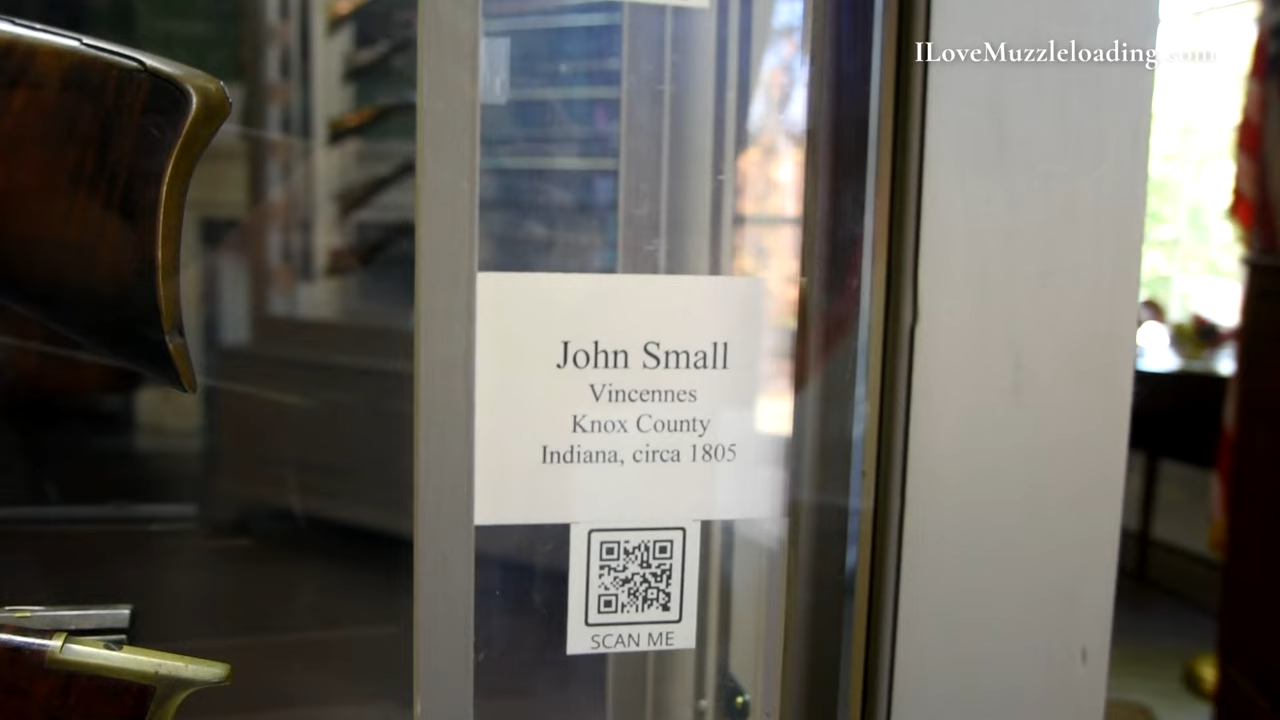 ILoveMuzzleloading.com
John Small
Vincennes
Knox County
Indiana, circa 1805
SCAN ME